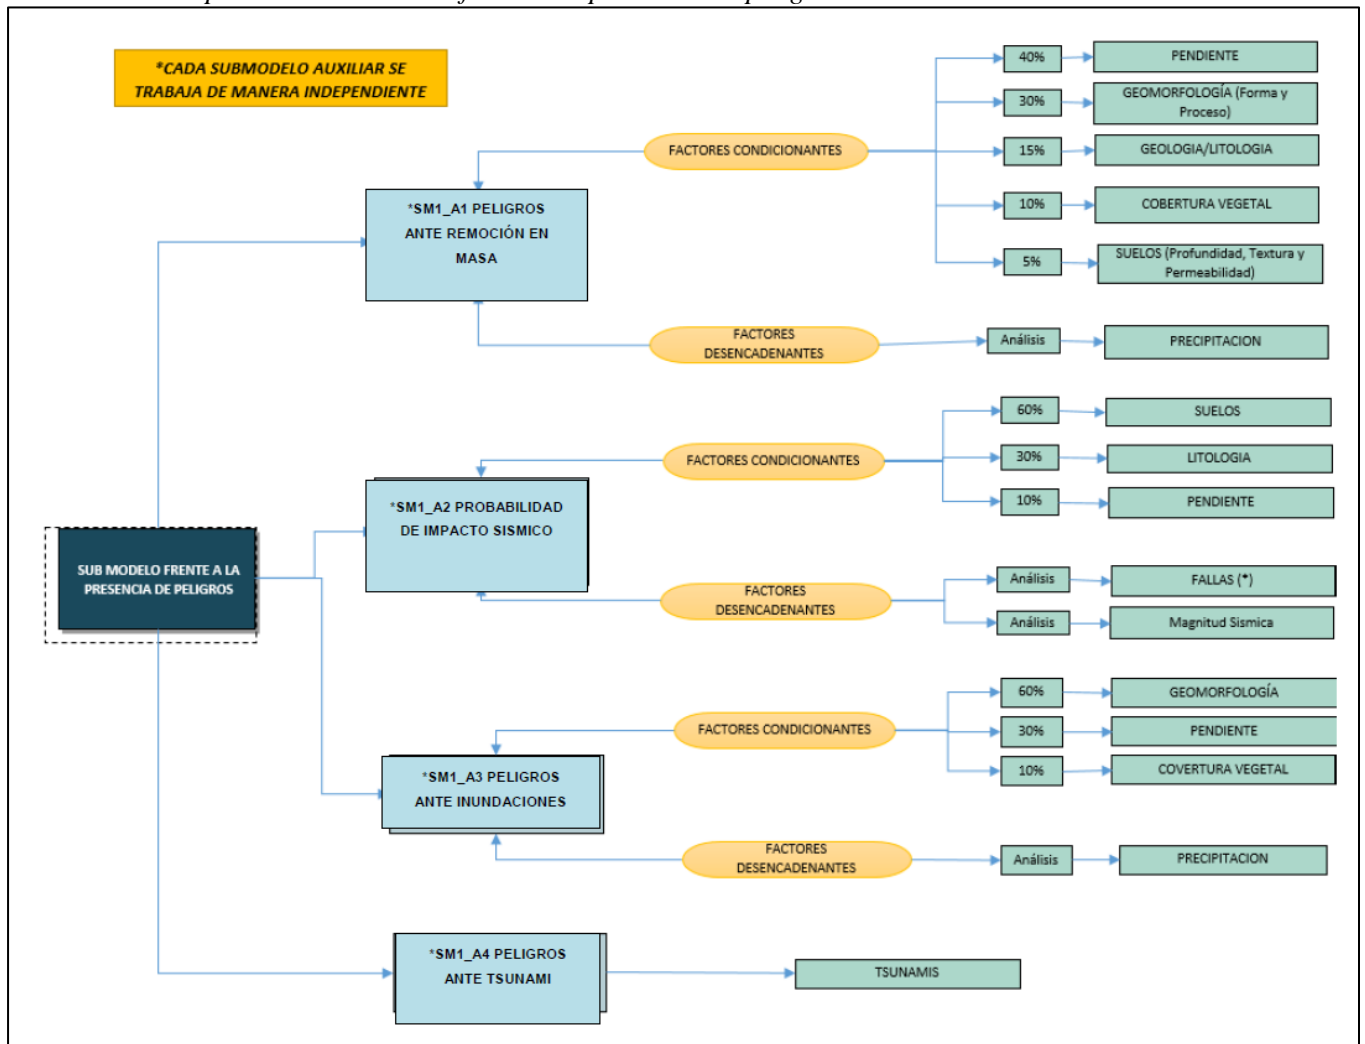 *CADA SUBMODELO AUXILIAR SE
TRABAJA DE MANERA INDEPENDIENTE
SUB MODELO FRENTE A LA
PRESENCIA DE PELIGROS
*SM1_A1 PELIGROS
ANTE REMOCIÓN EN
MASA
FACTORES CONDICIONANTES
40%
PENDIENTE
30%
GEOMORFOLOGÍA (Forma y
Proceso)
15%
GEOLOGIA/LITOLOGIA
10%
COBERTURA VEGETAL
5%
SUELOS (Profundidad, Textura y
Permeabilidad)
FACTORES
DESENCADENANTES
Análisis
PRECIPITACION
*SM1_A2 PROBABILIDAD
DE IMPACTO SISMICO
FACTORES CONDICIONANTES
60%
SUELOS
30%
LITOLOGIA
10%
PENDIENTE
FACTORES
DESENCADENANTES
Análisis
FALLAS (*)
Análisis
Magnitud Sismica
*SM1_A3 PELIGROS
ANTE INUNDACIONES
FACTORES CONDICIONANTES
60%
GEOMORFOLOGÍA
30%
PENDIENTE
10%
COVERTURA VEGETAL
FACTORES
DESENCADENANTES
Análisis
PRECIPITACION
*SM1_A4 PELIGROS
ANTE TSUNAMI
TSUNAMIS